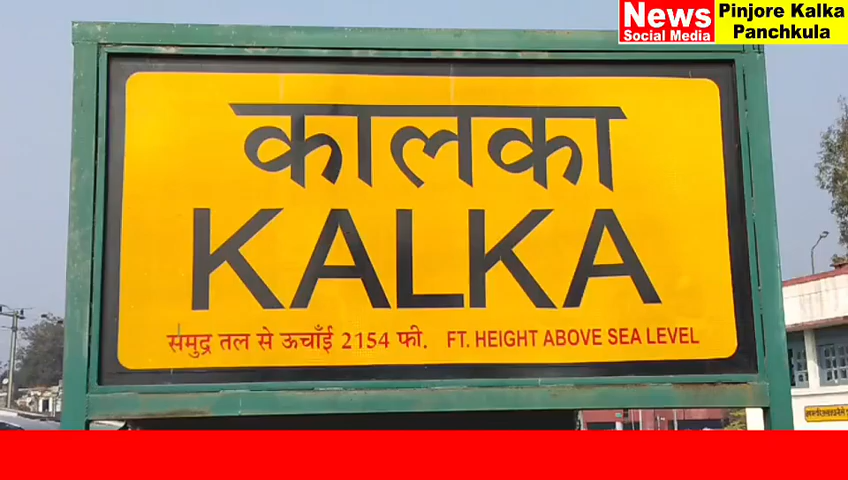 News
Social Media
Pinjore Kalka
Panchkula
कालका
KALKA
समुद्र तल से ऊचाँई 2154 फी. FT. HEIGHT ABOVE SEA LEVEL